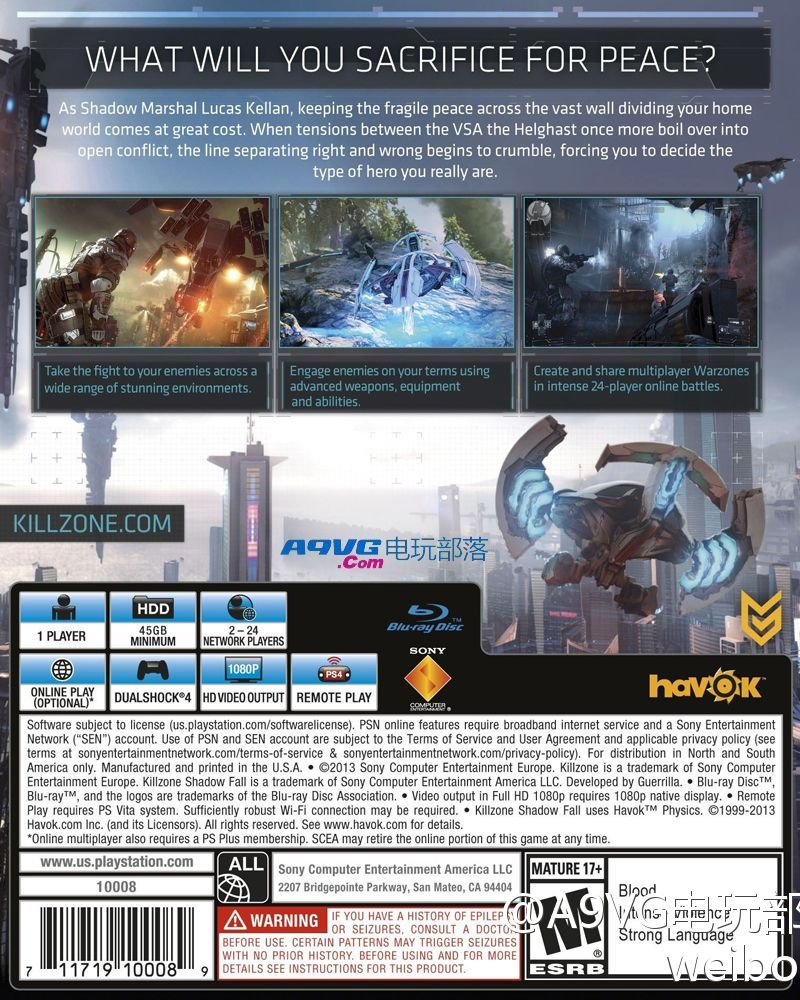 WHAT WILL YOU SACRIFICE FOR PEACE?
As Shadow Marshal Lucas Kellan, keeping the fragile peace across the vast wall dividing your home
world comes at great cost. When tensions between the VSA the Helghast once more boil over into
open conflict, the line separating right and wrong begins to crumble, forcing you to decide the
type of hero you really are.
Take the fight to your enemies across a
wide range of stunning environments.
Engage enemies on your terms using
advanced weapons, equipment
and abilities.
Create and share multiplayer Warzones
in intense 24-player online battles.
KILLZONE.COM
A9VG电玩部落
.Com
1 PLAYER
HDD
45GB
MINIMUM
2 – 24
NETWORK PLAYERS
Blu-ray Disc™
ONLINE PLAY
(OPTIONAL)*
DUALSHOCK®4
1080P
HD VIDEO OUTPUT
PS4
REMOTE PLAY
SONY
COMPUTER
ENTERTAINMENT®
havok™
Software subject to license (us.playstation.com/softwarelicense). PSN online features require broadband internet service and a Sony Entertainment
Network (“SEN”) account. Use of PSN and SEN account are subject to the Terms of Service and User Agreement and applicable privacy policy (see
terms at sonyentertainmentnetwork.com/terms-of-service & sonyentertainmentnetwork.com/privacy-policy). For distribution in North and South
America only. Manufactured and printed in the U.S.A. • ©2013 Sony Computer Entertainment Europe. Killzone is a trademark of Sony Computer
Entertainment Europe. Killzone Shadow Fall is a trademark of Sony Computer Entertainment America LLC. Developed by Guerrilla. • Blu-ray Disc™,
Blu-ray™, and the logos are trademarks of the Blu-ray Disc Association. • Video output in Full HD 1080p requires 1080p native display. • Remote
Play requires PS Vita system. Sufficiently robust Wi-Fi connection may be required. • Killzone Shadow Fall uses Havok™ Physics. ©1999-2013
Havok.com Inc. (and its Licensors). All rights reserved. See www.havok.com for details.
*Online multiplayer also requires a PS Plus membership. SCEA may retire the online portion of this game at any time.
www.us.playstation.com
10008
ALL
Sony Computer Entertainment America LLC
2207 Bridgepointe Parkway, San Mateo, CA 94404
7 11719 10008 9
WARNING
IF YOU HAVE A HISTORY OF EPILEPSY
OR SEIZURES, CONSULT A DOCTOR
BEFORE USE. CERTAIN PATTERNS MAY TRIGGER SEIZURES
WITH NO PRIOR HISTORY. BEFORE USING AND FOR MORE
DETAILS SEE INSTRUCTIONS FOR THIS PRODUCT.
MATURE 17+
M®
ESRB
Blood
Intense Violence
Strong Language
@A9VG电玩部
weibo